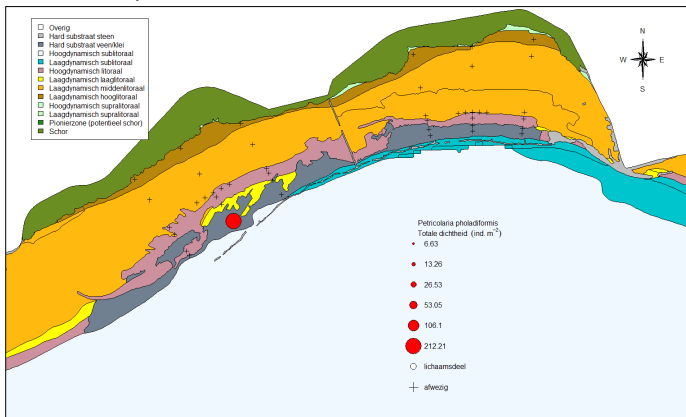 Overig
Hard substraat steen
Hard substraat veen/klei
Hoogdynamisch sublitoraal
Laagdynamisch sublitoraal
Hoogdynamisch litoraal
Laagdynamisch laaglitoraal
Laagdynamisch middenlitoraal
Laagdynamisch hooglitoraal
Hoogdynamisch supralitoraal
Laagdynamisch supralitoraal
Pionierzone (potentieel schor)
Schor
N
W E
S
Petricolaria pholadiformis
Totale dichtheid (ind. m⁻²)
6.63
13.26
26.53
53.05
106.1
212.21
lichaamsdeel
afwezig